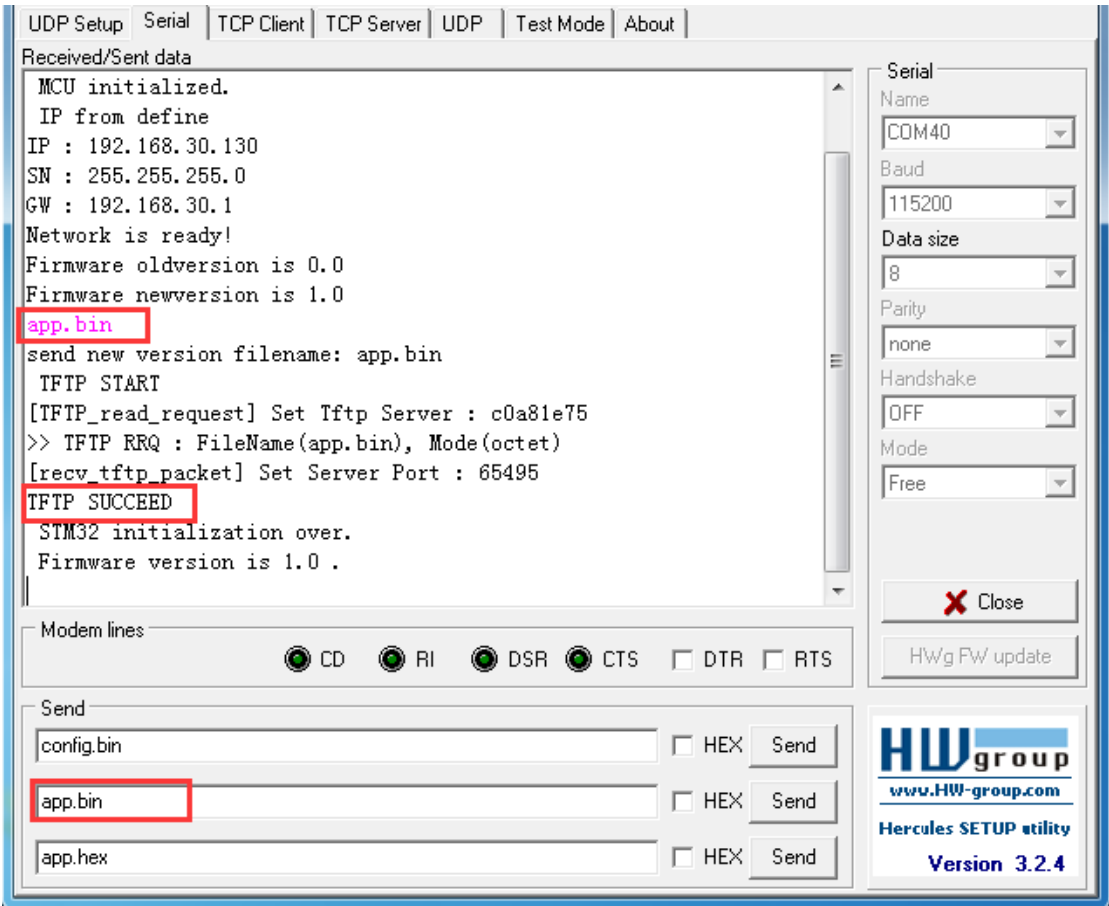 UDP Setup Serial TCP Client TCP Server UDP Test Mode About
Received/Sent data
MCU initialized.
IP from define
IP : 192.168.30.130
SN : 255.255.255.0
GW : 192.168.30.1
Network is ready!
Firmware oldversion is 0.0
Firmware newversion is 1.0
app.bin
send new version filename: app.bin
TFTP START
[TFTP_read_request] Set Tftp Server : c0a81e75
>> TFTP RRQ : FileName(app.bin), Mode(octet)
[recv_tftp_packet] Set Server Port : 65495
TFTP SUCCEED
STM32 initialization over.
Firmware version is 1.0 .
Serial
Name
COM40
Baud
115200
Data size
8
Parity
none
Handshake
OFF
Mode
Free
Close
HWg FW update
Modem lines
CD RI DSR CTS DTR RTS
Send
config.bin HEX Send
app.bin HEX Send
app.hex HEX Send
HWgroup
www.HW-group.com
Hercules SETUP utility
Version 3.2.4